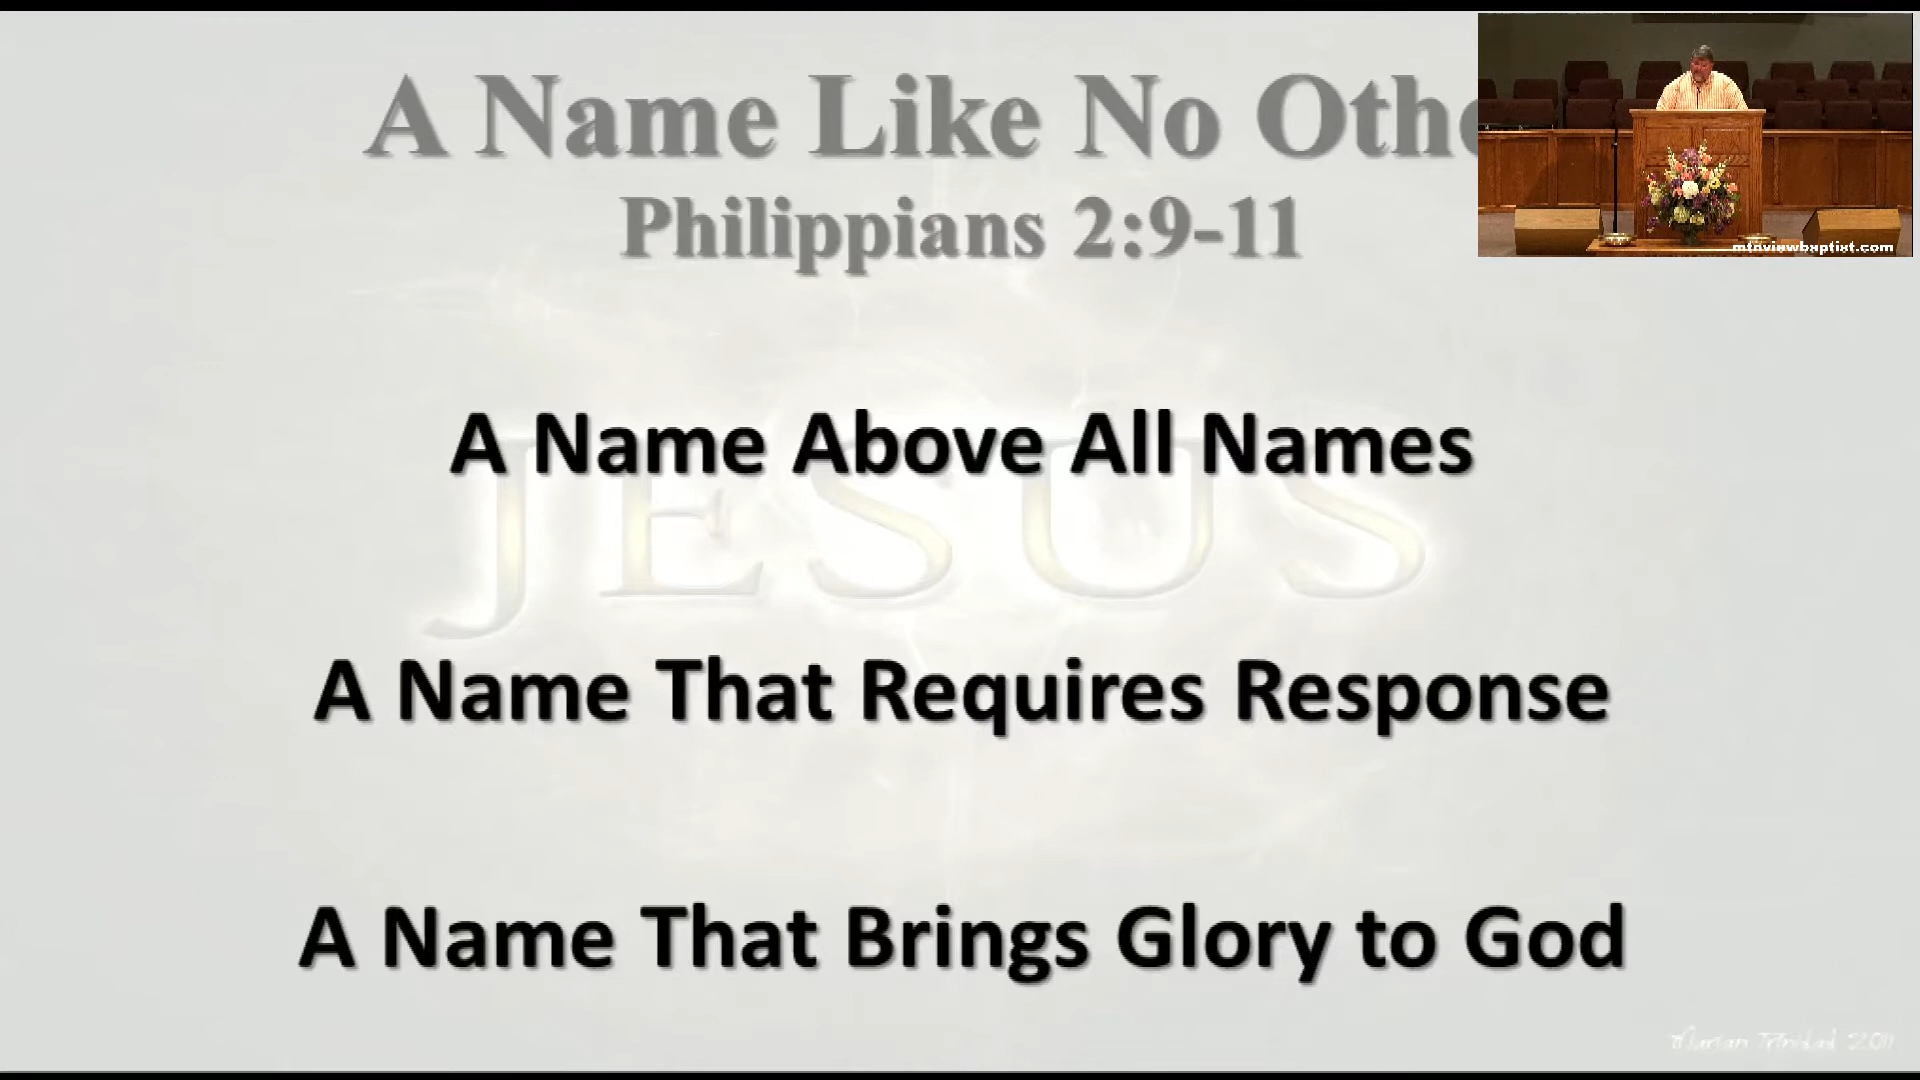 A Name Like No Othe
Philippians 2:9-11
mtnviewbaptist.com
JESUS
A Name Above All Names
A Name That Requires Response
A Name That Brings Glory to God
2011